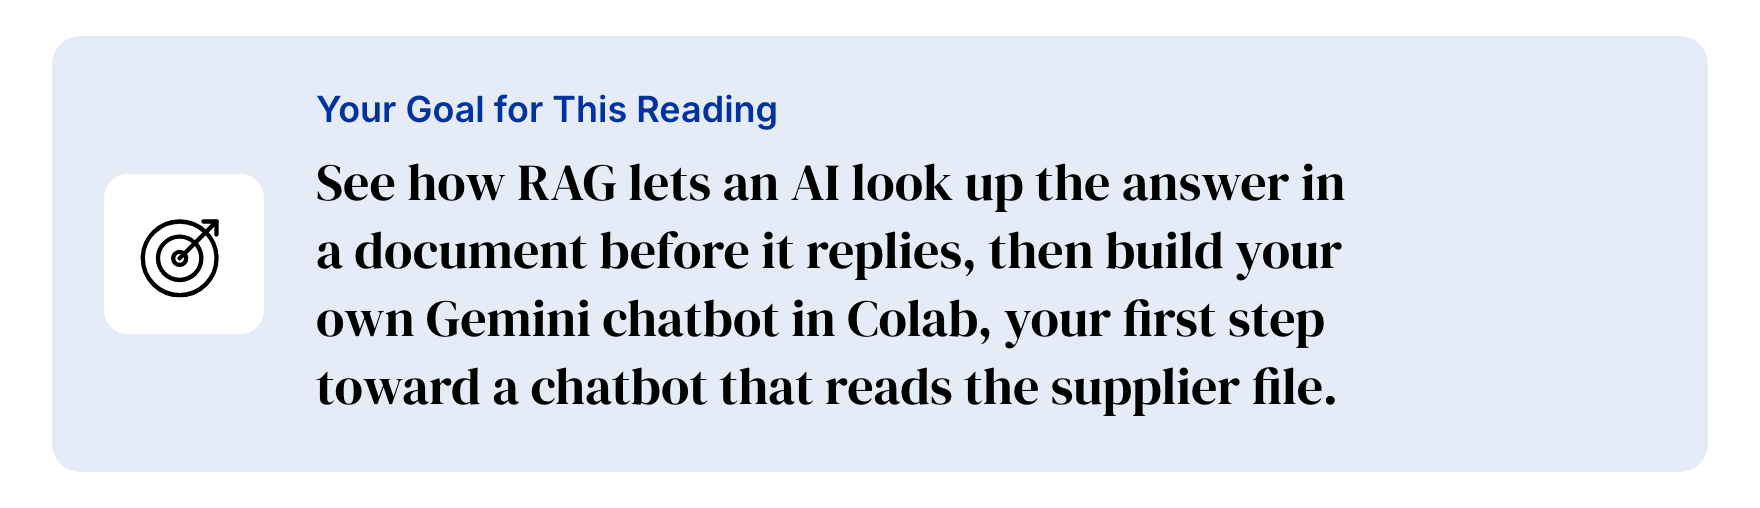 Your Goal for This Reading
See how RAG lets an AI look up the answer in
a document before it replies, then build your
own Gemini chatbot in Colab, your first step
toward a chatbot that reads the supplier file.